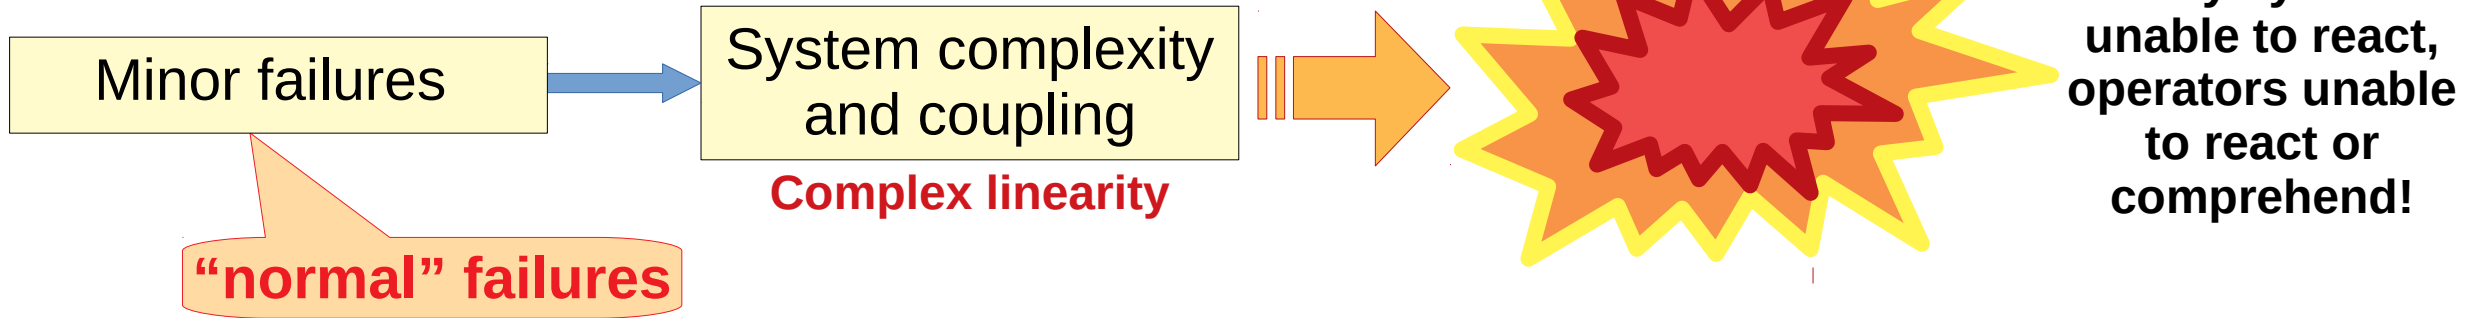 Minor failures
System complexity
and coupling
Complex linearity
“normal” failures
unable to react,
operators unable
to react or
comprehend!